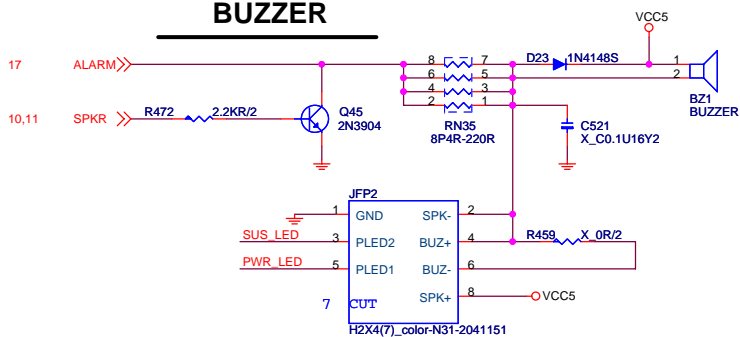 BUZZER
VCC5
17 ALARM 8 7 D23 1N4148S 1
6 5 2
4 3 BZ1
10,11 SPKR R472 2.2KR/2 Q45 2 1 BUZZER
2N3904 RN35 C521
8P4R-220R X_C0.1U16Y2
JFP2
1 GND SPK- 2
SUS_LED 3 PLED2 BUZ+ 4 R459 X_0R/2
PWR_LED 5 PLED1 BUZ- 6
7 CUT SPK+ 8 VCC5
H2X4(7)_color-N31-2041151